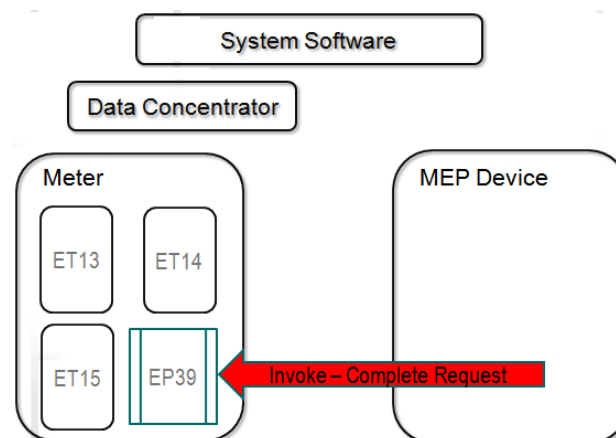 System Software
Data Concentrator
Meter
MEP Device
ET13
ET14
ET15
EP39
Invoke – Complete Request